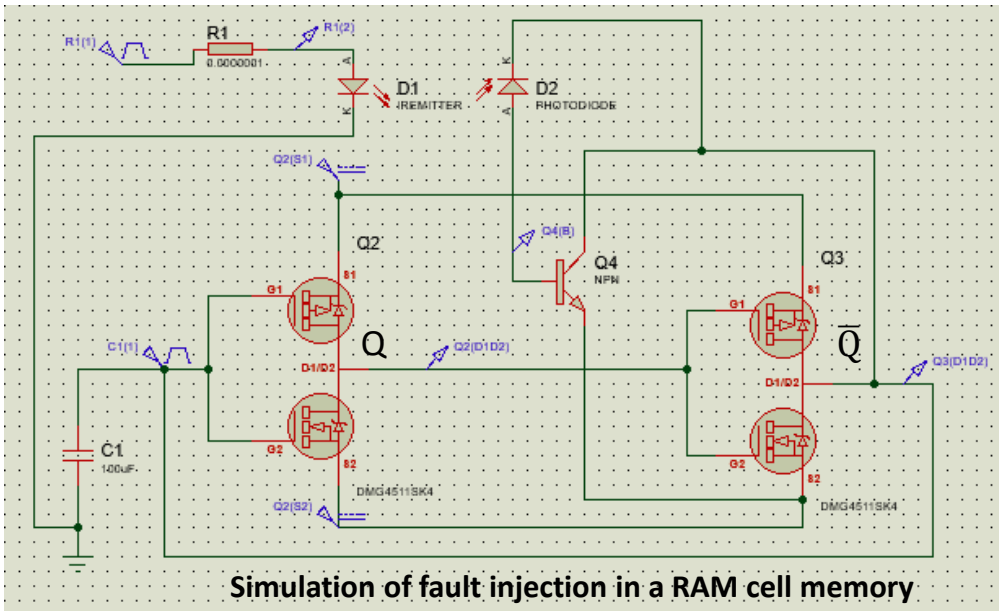 R1(1)
R1
0.0000001
R1(2)
A
D1
IREMITTER
K
K
D2
PHOTODIODE
A
Q2(S1)
Q2
S1
G1
Q
D1/D2
G2
S2
DMG4511SK4
Q2(S2)
Q2(D1D2)
C1(1)
C1
100uF
Q4(B)
Q4
NPN
Q3
S1
G1
Q̅
D1/D2
G2
S2
DMG4511SK4
Q3(D1D2)
Simulation of fault injection in a RAM cell memory